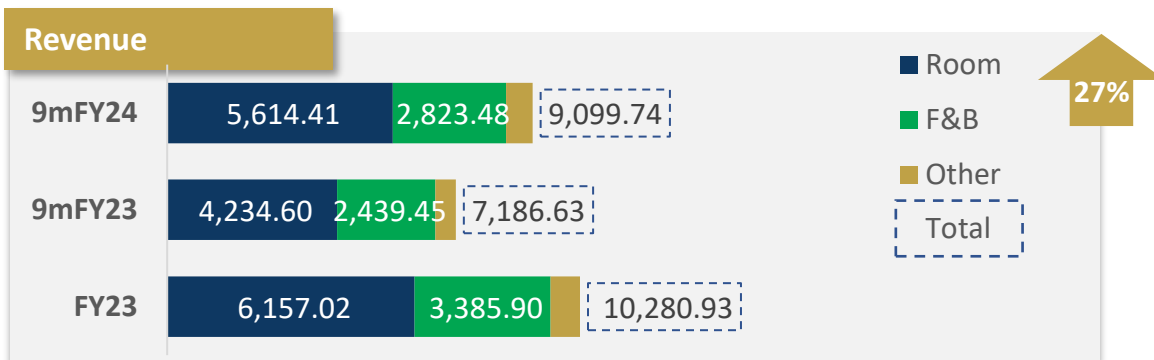 Revenue
Room
27%
9mFY24 5,614.41 2,823.48 9,099.74
F&B
Other
9mFY23 4,234.60 2,439.45 7,186.63
Total
FY23 6,157.02 3,385.90 10,280.93